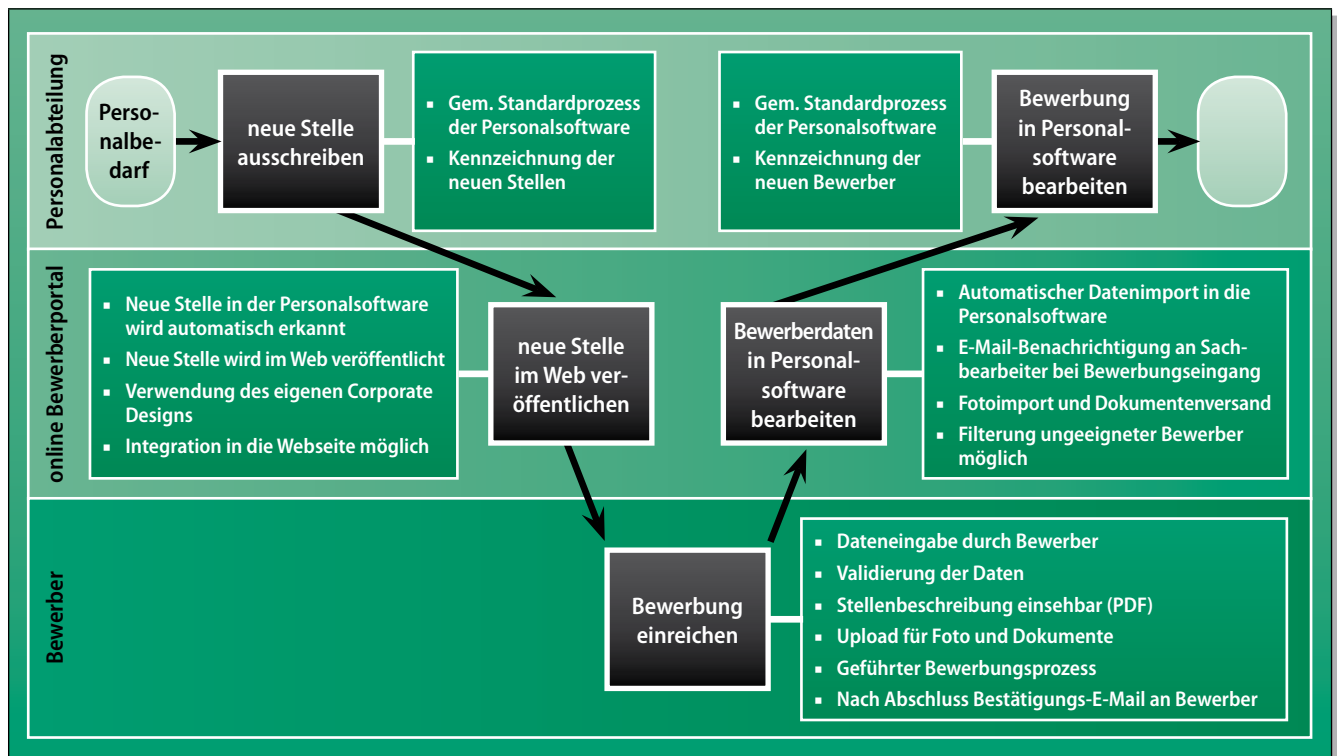 Personalabteilung
Perso-
nalbe-
darf
neue Stelle
ausschreiben
▪ Gem. Standardprozess
der Personalsoftware
▪ Kennzeichnung der
neuen Stellen
▪ Gem. Standardprozess
der Personalsoftware
▪ Kennzeichnung der
neuen Bewerber
Bewerbung
in Personal-
software
bearbeiten
online Bewerberportal
▪ Neue Stelle in der Personalsoftware
wird automatisch erkannt
▪ Neue Stelle wird im Web veröffentlicht
▪ Verwendung des eigenen Corporate
Designs
▪ Integration in die Webseite möglich
neue Stelle
im Web ver-
öffentlichen
Bewerberdaten
in Personal-
software
bearbeiten
▪ Automatischer Datenimport in die
Personalsoftware
▪ E-Mail-Benachrichtigung an Sach-
bearbeiter bei Bewerbungseingang
▪ Fotoimport und Dokumentenversand
▪ Filterung ungeeigneter Bewerber
möglich
Bewerber
Bewerbung
einreichen
▪ Dateneingabe durch Bewerber
▪ Validierung der Daten
▪ Stellenbeschreibung einsehbar (PDF)
▪ Upload für Foto und Dokumente
▪ Geführter Bewerbungsprozess
▪ Nach Abschluss Bestätigungs-E-Mail an Bewerber